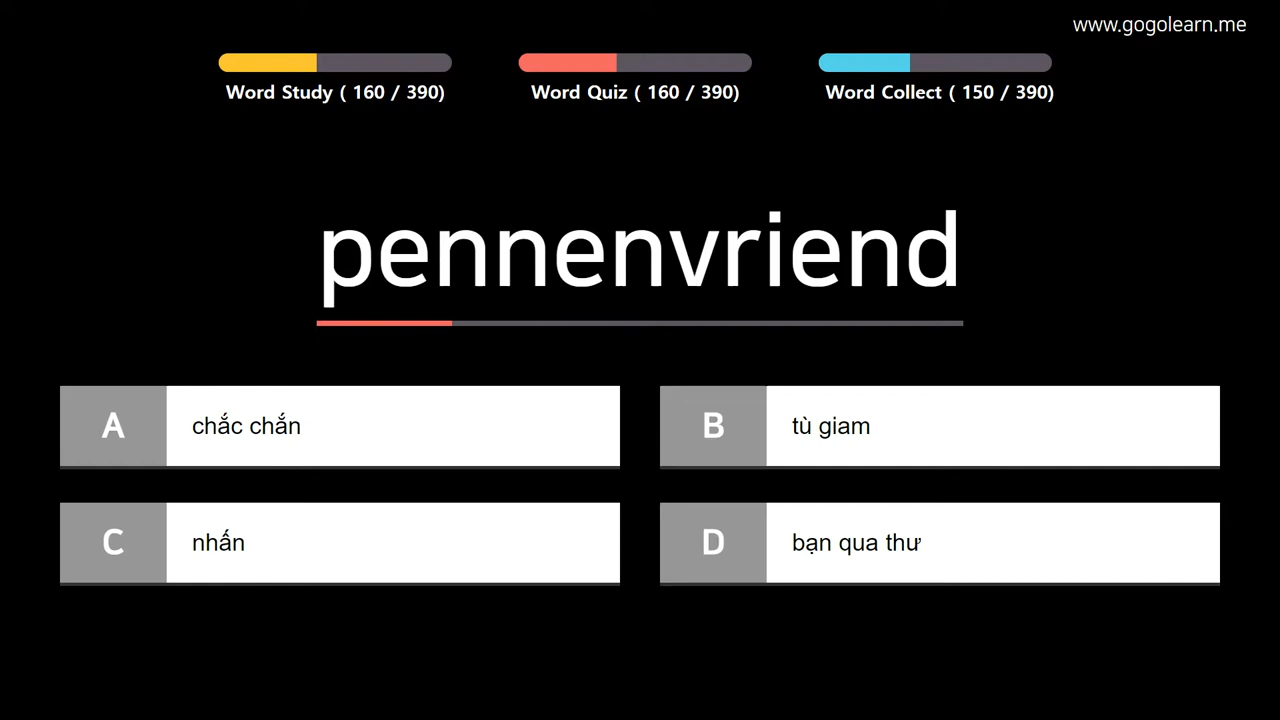 www.gogolearn.me
Word Study ( 160 / 390)
Word Quiz ( 160 / 390)
Word Collect ( 150 / 390)
pennenvriend
A chắc chắn
B tù giam
C nhấn
D bạn qua thư